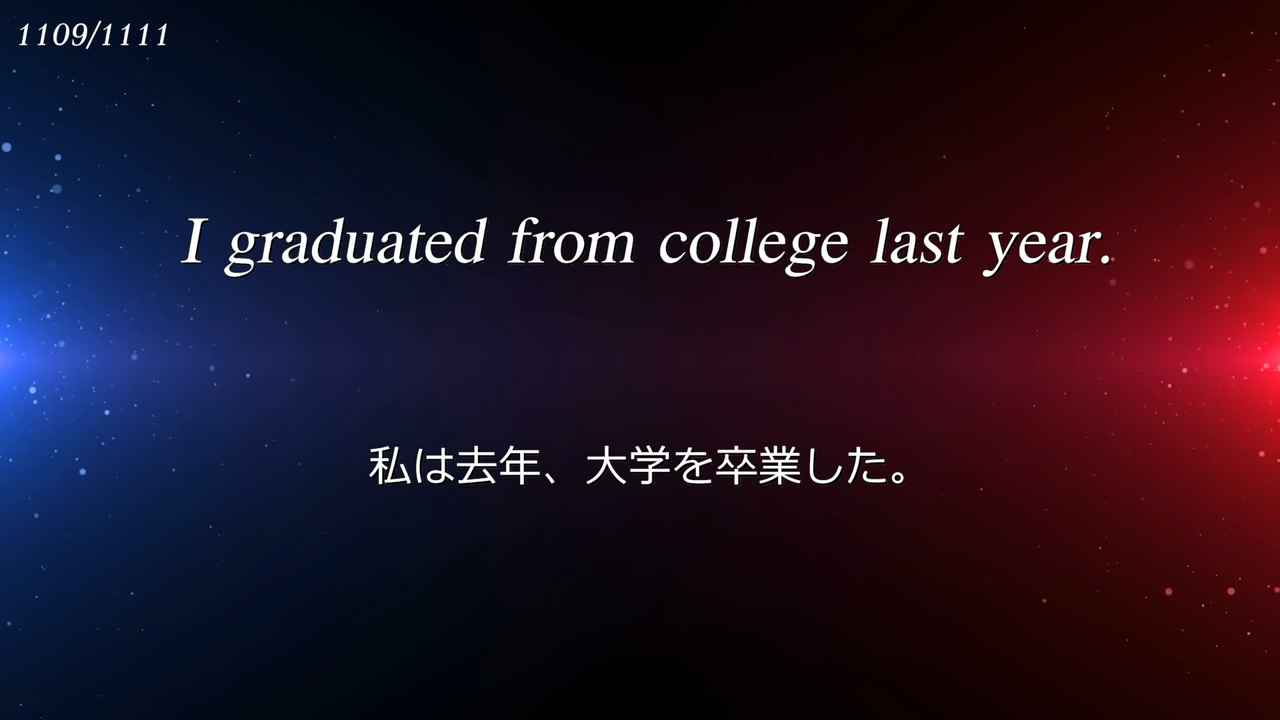 1109/1111
I graduated from college last year.
私は去年、大学を卒業した。